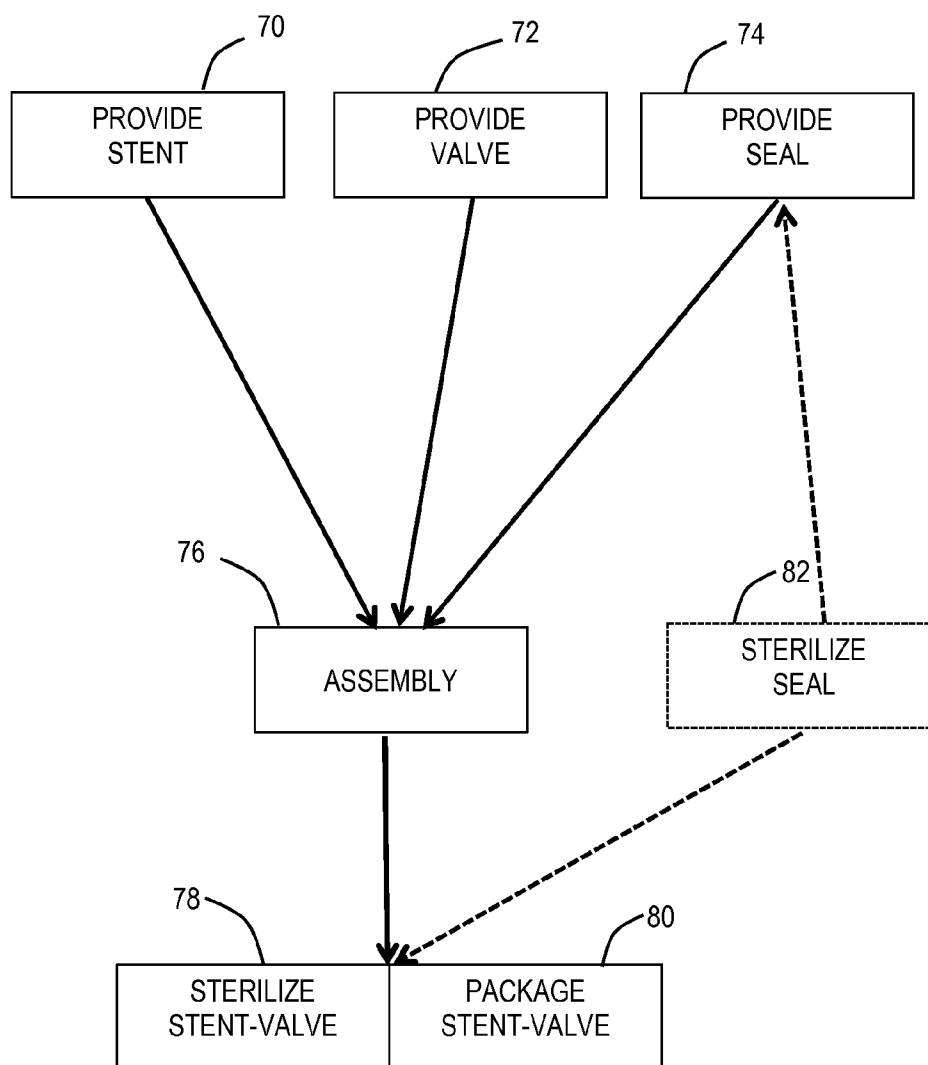 70
72
74
PROVIDE
STENT
PROVIDE
VALVE
PROVIDE
SEAL
76
82
ASSEMBLY
STERILIZE
SEAL
78
80
STERILIZE
STENT-VALVE
PACKAGE
STENT-VALVE